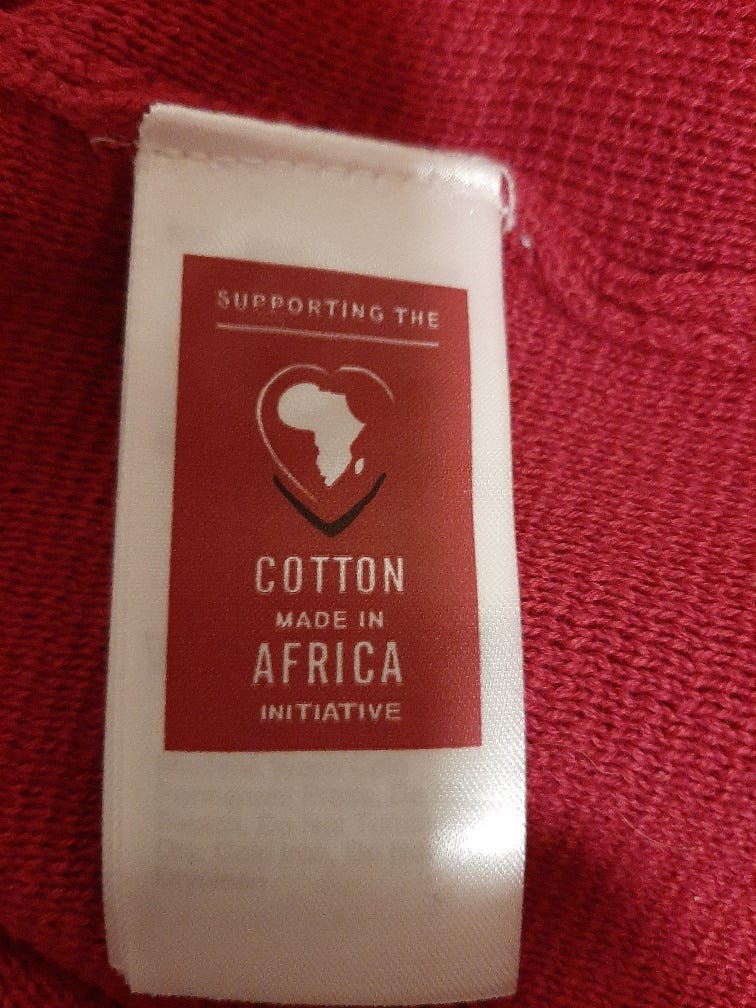 SUPPORTING THE
COTTON
MADE IN
AFRICA
INITIATIVE